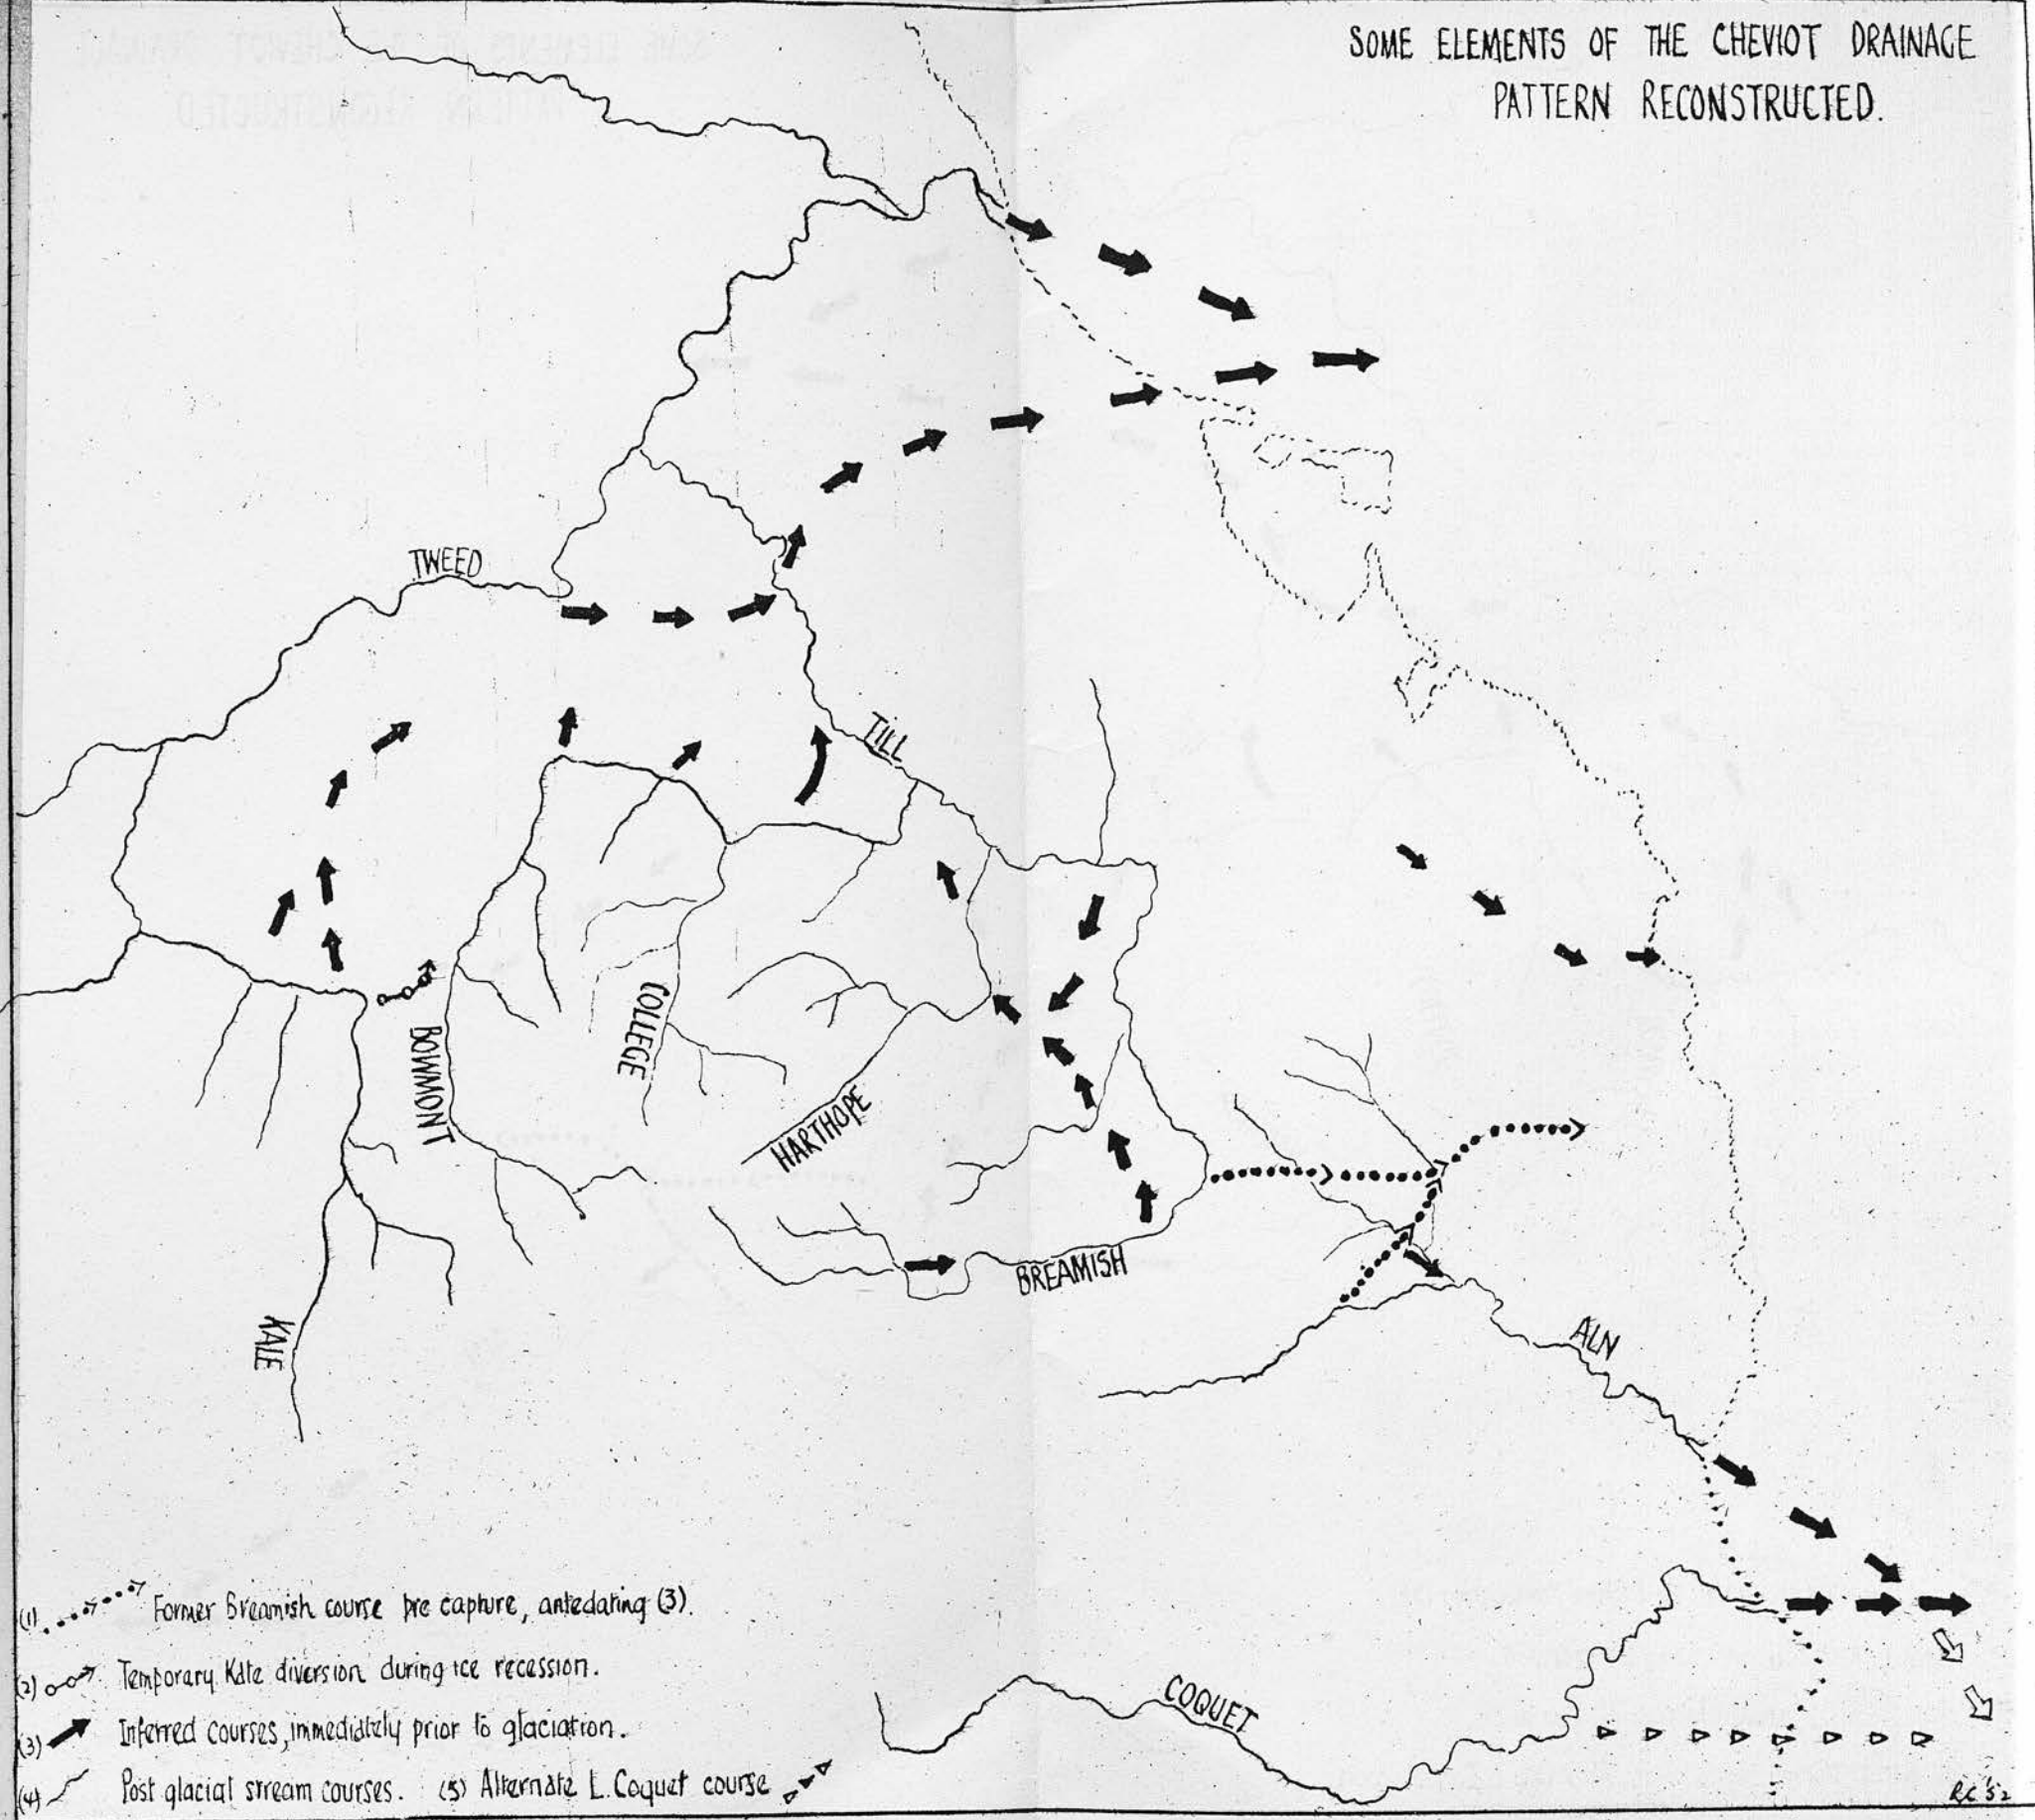 SOME ELEMENTS OF THE CHEVIOT DRAINAGE
PATTERN RECONSTRUCTED.
TWEED
TILL
COLLEGE
BOWMONT
HARTHOPE
BREAMISH
KALE
ALN
COQUET
(1) Former Breamish course pre capture, antedating (3).
(2) Temporary Kale diversion during ice recession.
(3) Inferred courses, immediately prior to glaciation.
(4) Post glacial stream courses. (5) Alternate L. Coquet course
R.C '52